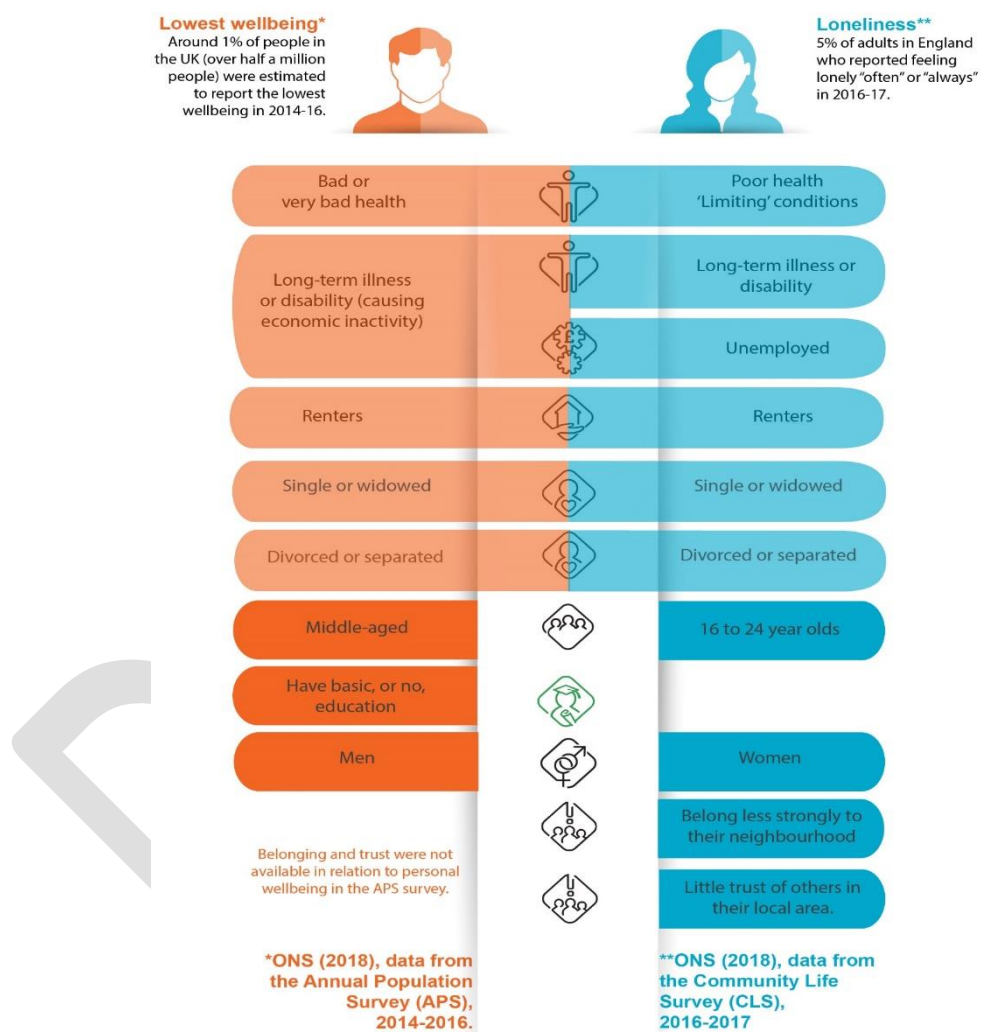 Lowest wellbeing*
Around 1% of people in
the UK (over half a million
people) were estimated
to report the lowest
wellbeing in 2014-16.
Loneliness**
5% of adults in England
who reported feeling
lonely "often" or "always"
in 2016-17.
Bad or
very bad health
Poor health
'Limiting' conditions
Long-term illness
or disability (causing
economic inactivity)
Long-term illness or
disability
£
Unemployed
Renters
Renters
Single or widowed
Single or widowed
Divorced or separated
Divorced or separated
Middle-aged
16 to 24 year olds
Have basic, or no,
education
Men
Women
Belong less strongly to
their neighbourhood
Belonging and trust were not
available in relation to personal
wellbeing in the APS survey.
Little trust of others in
their local area.
*ONS (2018), data from
the Annual Population
Survey (APS),
2014-2016.
**ONS (2018), data from
the Community Life
Survey (CLS),
2016-2017